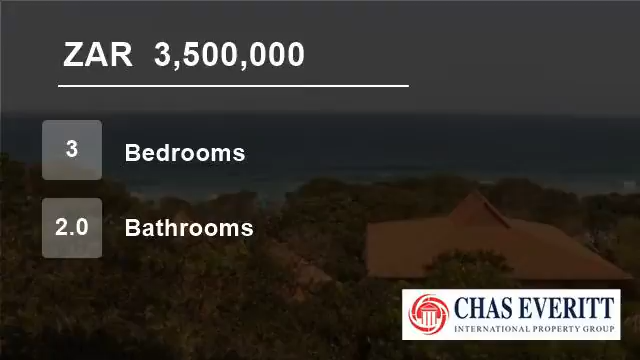 ZAR 3,500,000
3
Bedrooms
2.0
Bathrooms
CHAS EVERITT
INTERNATIONAL PROPERTY GROUP